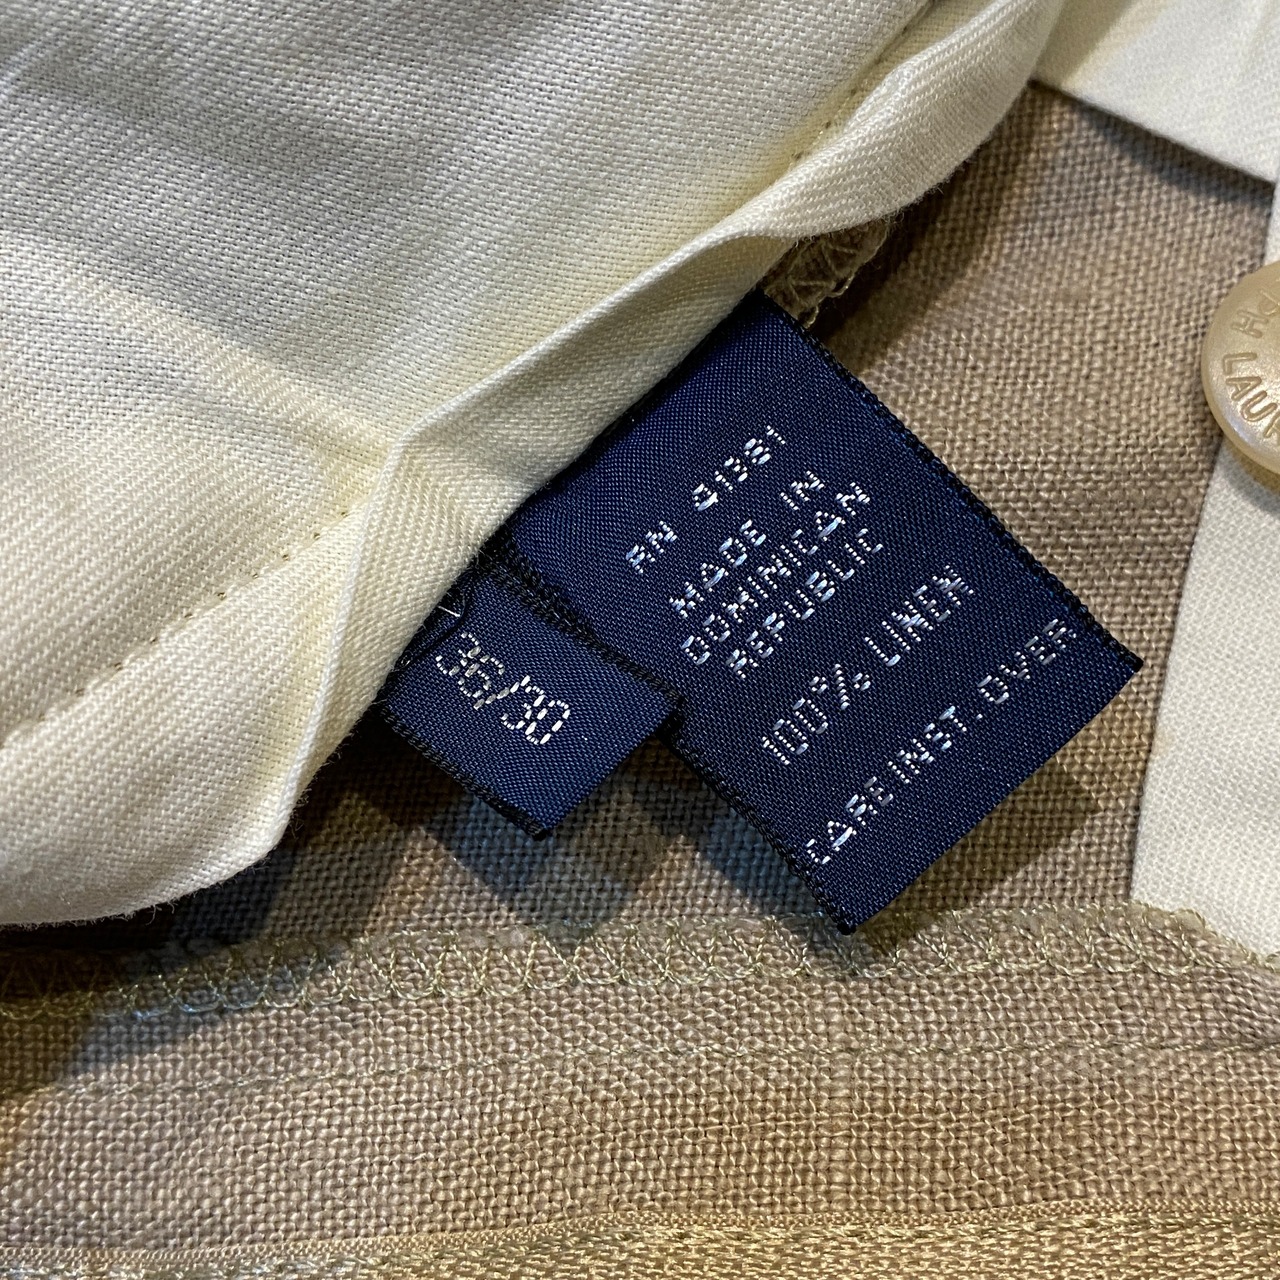 RN 41381
MADE IN
DOMINICAN
REPUBLIC
100% LINEN
CARE INST. OVER
36/30